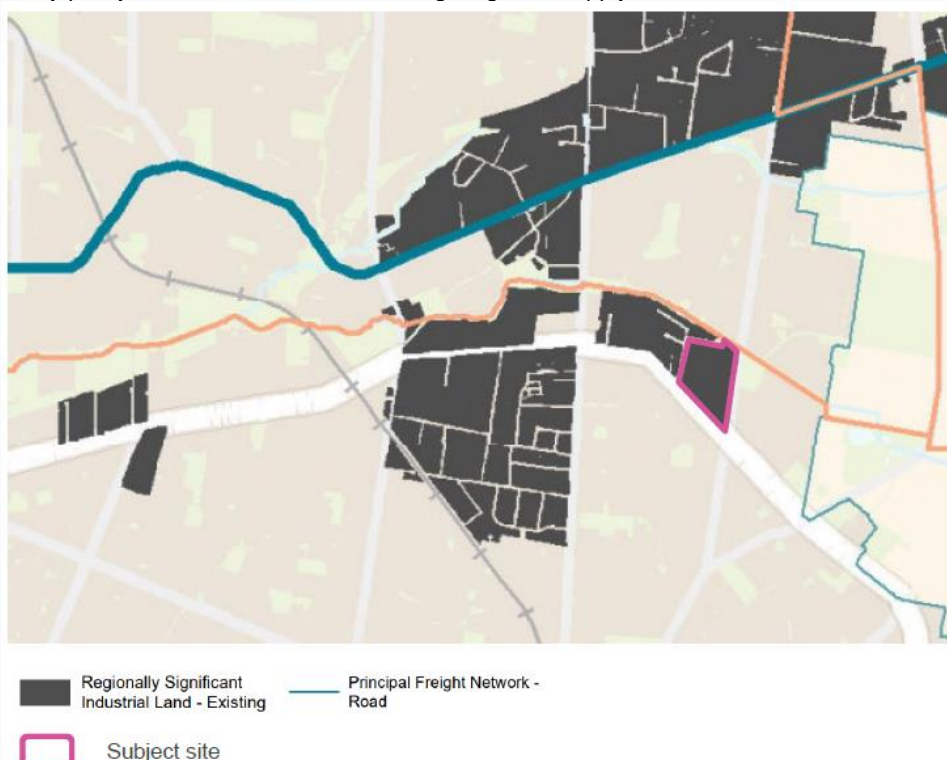 Regionally Significant
Industrial Land - Existing
Principal Freight Network -
Road
Subject site